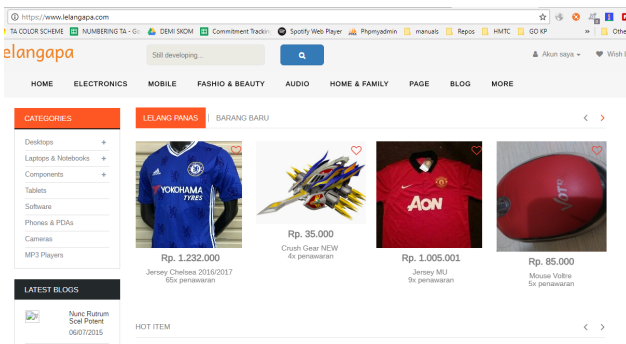 https://www.lelangapa.com
TA COLOR SCHEME NUMBERING TA - Go DEMI SKOM Commitment Trackin Spotify Web Player Phpmyadmin manuals Repos HMTC GO KP » Othe
elangapa
Still developing...
Akun saya Wish l
HOME ELECTRONICS MOBILE FASHIO & BEAUTY AUDIO HOME & FAMILY PAGE BLOG MORE
CATEGORIES
Desktops +
Laptops & Notebooks +
Components +
Tablets
Software
Phones & PDAs
Cameras
MP3 Players
LATEST BLOGS
Nunc Rutrum
Scel Potent
06/07/2015
LELANG PANAS BARANG BARU
adidas
YOKOHAMA
TYRES
Rp. 1.232.000
Jersey Chelsea 2016/2017
65x penawaran
Rp. 35.000
Crush Gear NEW
4x penawaran
AON
Rp. 1.005.001
Jersey MU
9x penawaran
Rp. 85.000
Mouse Voltre
5x penawaran
HOT ITEM